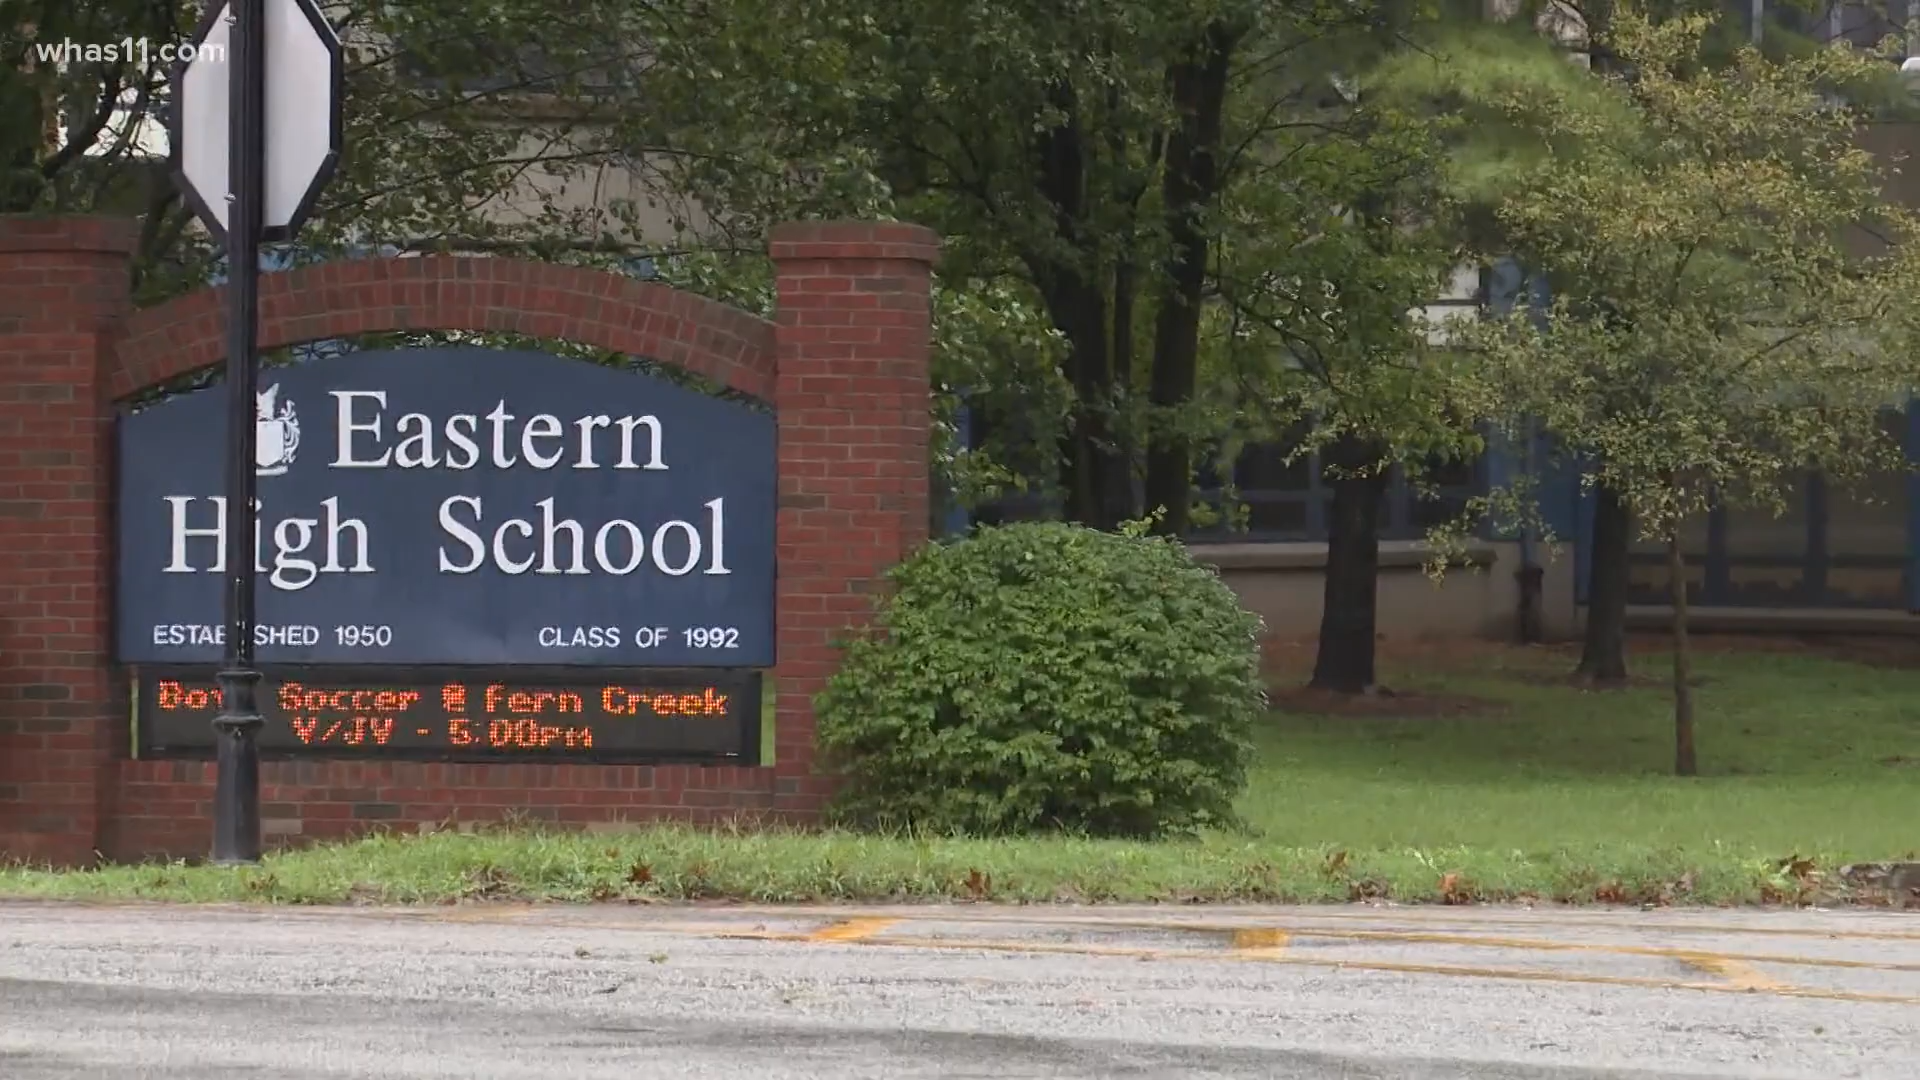 whas11.com
Eastern
High School
ESTABLISHED 1950 CLASS OF 1992
Soccer @ Fern Creek
V/JV - 5:00PM